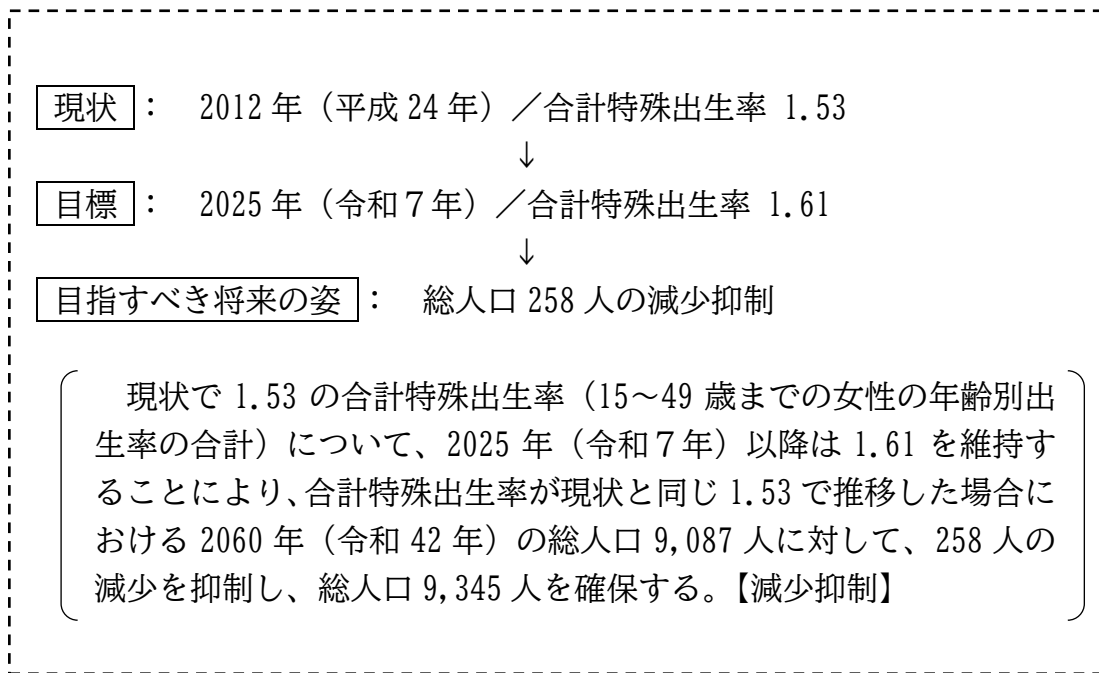 現状： 2012年（平成24年）／合計特殊出生率 1.53
↓
目標： 2025年（令和７年）／合計特殊出生率 1.61
↓
目指すべき将来の姿： 総人口258人の減少抑制
現状で1.53の合計特殊出生率（15～49歳までの女性の年齢別出
生率の合計）について、2025年（令和７年）以降は1.61を維持す
ることにより、合計特殊出生率が現状と同じ1.53で推移した場合に
おける2060年（令和42年）の総人口9,087人に対して、258人の
減少を抑制し、総人口9,345人を確保する。【減少抑制】